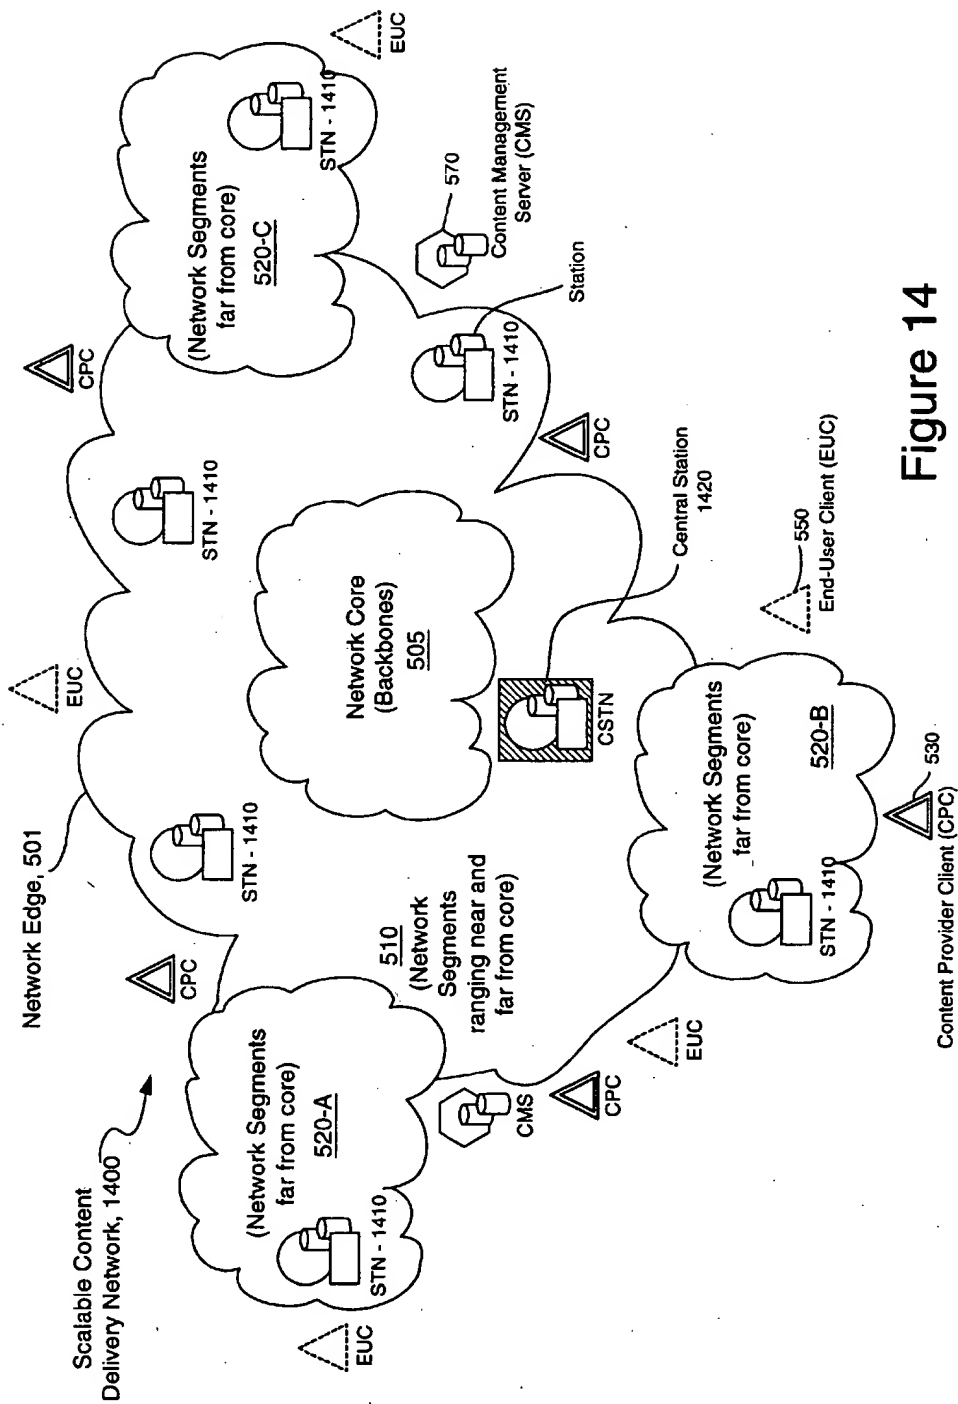 Scalable Content
Delivery Network, 1400
Network Edge, 501
EUC
CPC
EUC
CPC
EUC
(Network Segments
far from core)
520-A
STN - 1410
STN - 1410
STN - 1410
(Network Segments
far from core)
520-C
STN - 1410
510
(Network
Segments
ranging near and
far from core)
Network Core
(Backbones)
505
CSTN
CMS
CPC
EUC
STN - 1410
Station
570
Content Management
Server (CMS)
CPC
Central Station
1420
(Network Segments
far from core)
520-B
STN - 1410
550
End-User Client (EUC)
530
Content Provider Client (CPC)
Figure 14